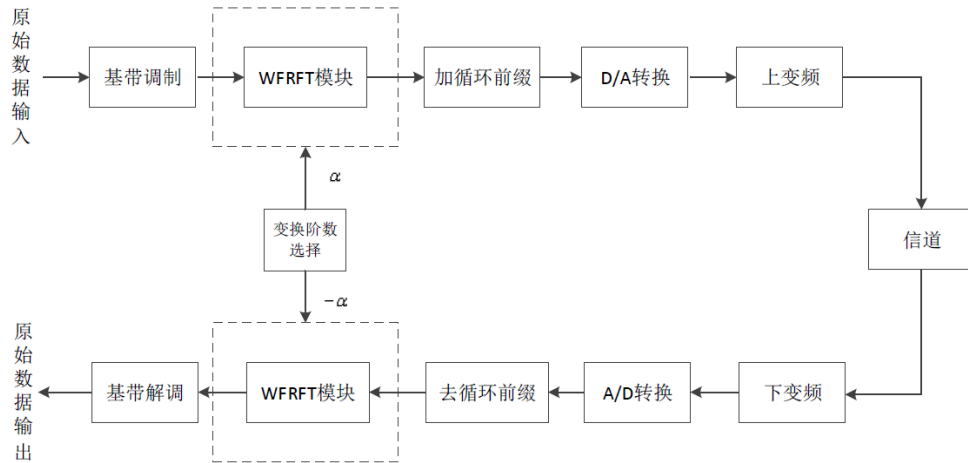 原始数据输入
基带调制
WFRFT模块
加循环前缀
D/A转换
上变频
α
变换阶数
选择
信道
-α
原始数据输出
基带解调
WFRFT模块
去循环前缀
A/D转换
下变频